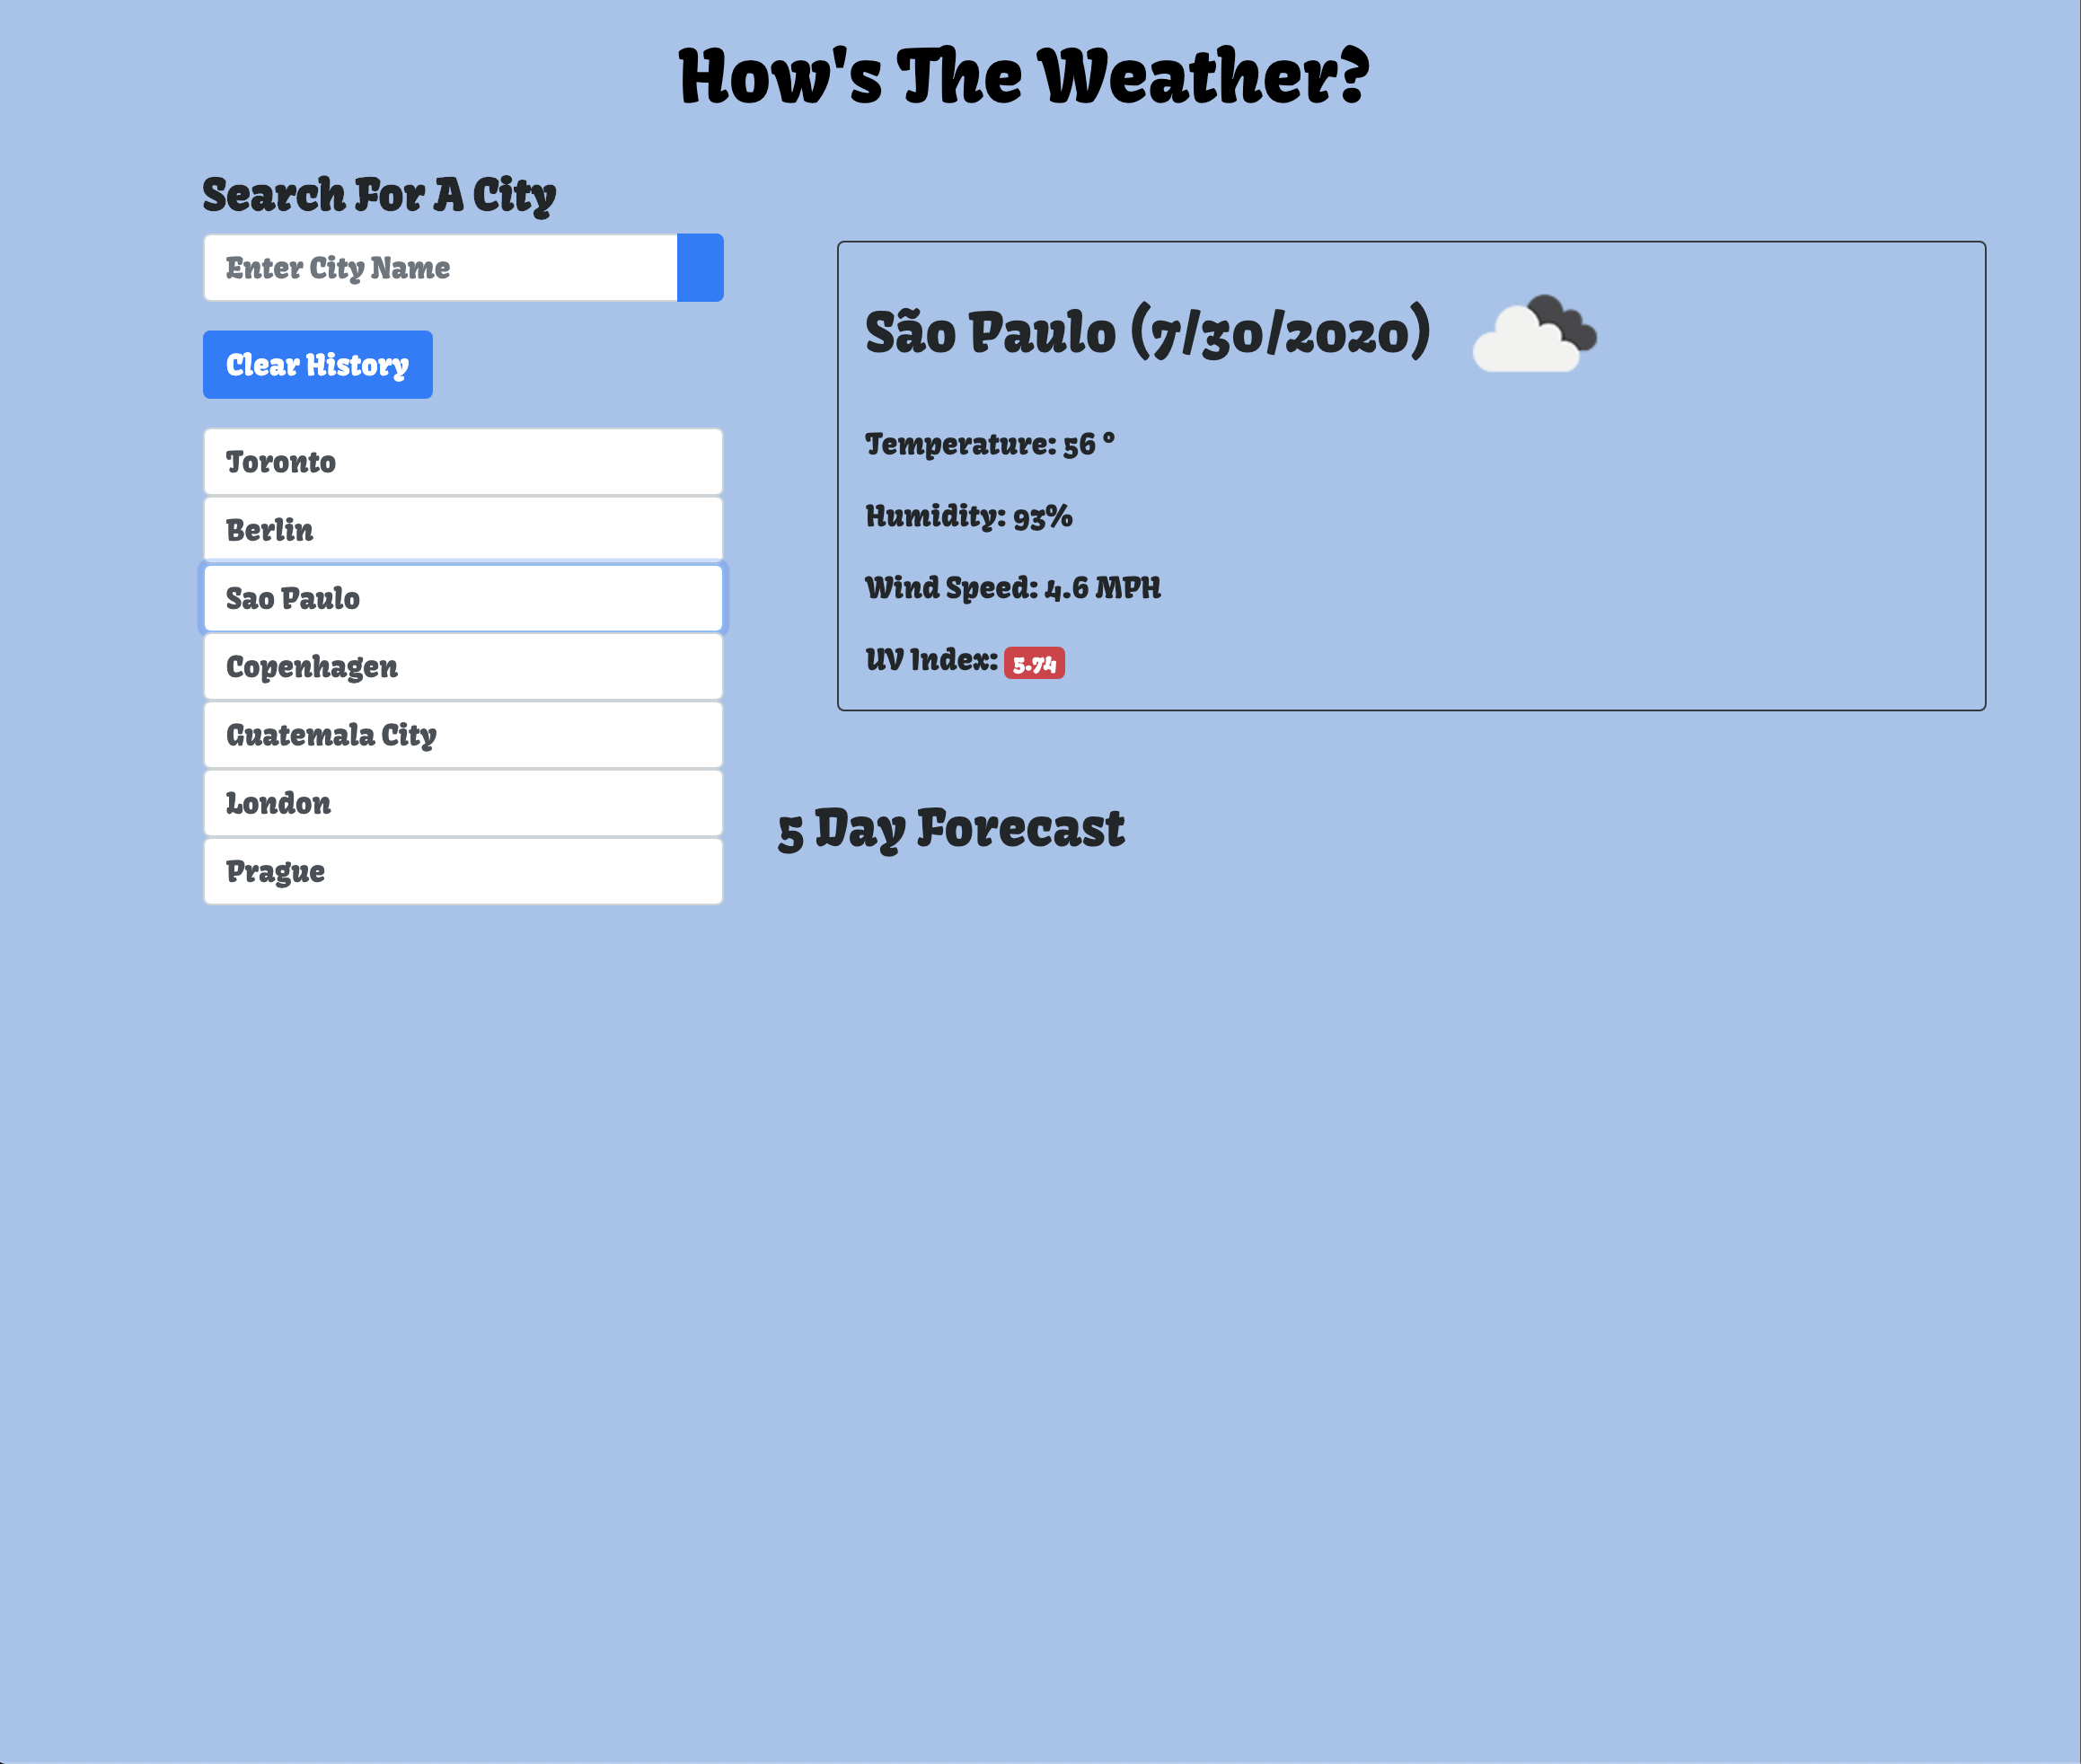 How's The Weather?
Search For A City
Enter City Name
Clear History
Toronto
Berlin
Sao Paulo
Copenhagen
Guatemala City
London
Prague
São Paulo (7/30/2020)
Temperature: 56 °
Humidity: 93%
Wind Speed: 4.6 MPH
UV Index: 5.74
5 Day Forecast